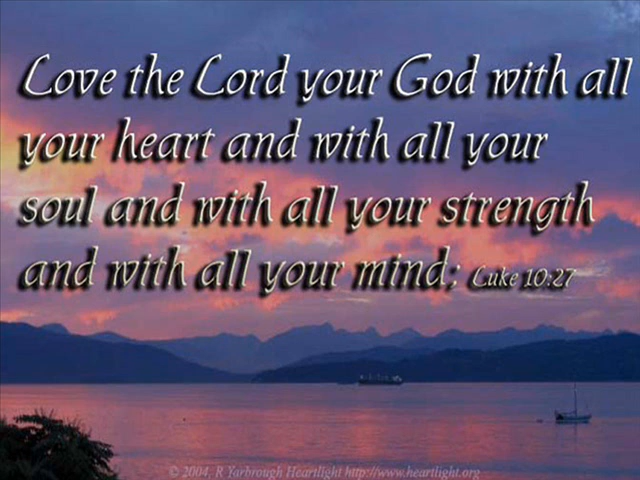 Love the Lord your God with all
your heart and with all your
soul and with all your strength
and with all your mind; Luke 10:27
© 2004, R Yarbrough Heartlight http://www.heartlight.org